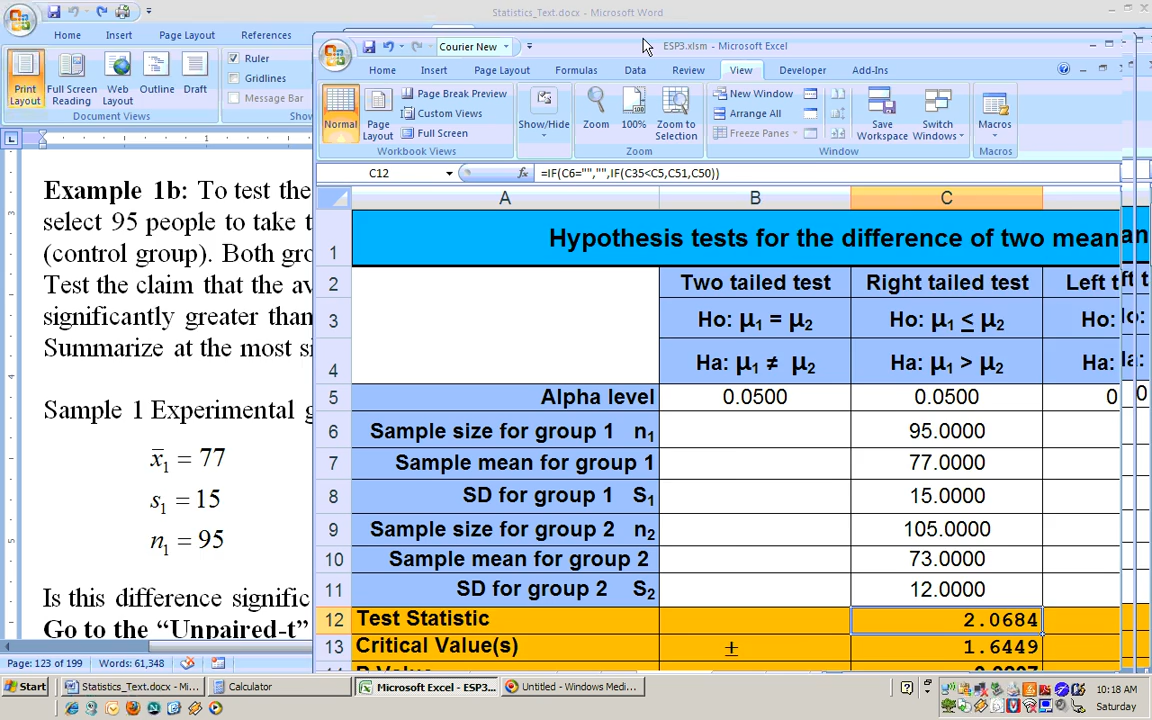 Statistics_Text.docx - Microsoft Word
Home Insert Page Layout References
Print Layout
Full Screen Reading
Web Layout
Outline
Draft
Ruler
Gridlines
Message Bar
Document Views
Courier New
ESP3.xlsm - Microsoft Excel
Home Insert Page Layout Formulas Data Review View Developer Add-Ins
Normal
Page Layout
Page Break Preview
Custom Views
Full Screen
Workbook Views
Show/Hide
Zoom
100%
Zoom to Selection
Zoom
New Window
Arrange All
Freeze Panes
Save Workspace
Switch Windows
Window
Macros
Macros
C12
fx =IF(C6="","",IF(C35<C5,C51,C50))
Example 1b: To test the
select 95 people to take t
(control group). Both gro
Test the claim that the av
significantly greater than
Summarize at the most si
Sample 1 Experimental g
x̄₁ = 77
s₁ = 15
n₁ = 95
Is this difference signific
Go to the “Unpaired-t”
A B C
1 Hypothesis tests for the difference of two mean
2 Two tailed test Right tailed test Left t
3 Ho: μ₁ = μ₂ Ho: μ₁ ≤ μ₂ Ho:
4 Ha: μ₁ ≠ μ₂ Ha: μ₁ > μ₂ Ha:
5 Alpha level 0.0500 0.0500 0
6 Sample size for group 1 n₁ 95.0000
7 Sample mean for group 1 77.0000
8 SD for group 1 S₁ 15.0000
9 Sample size for group 2 n₂ 105.0000
10 Sample mean for group 2 73.0000
11 SD for group 2 S₂ 12.0000
12 Test Statistic 2.0684
13 Critical Value(s) ± 1.6449
Page: 123 of 199 Words: 61,348
Start Statistics_Text.docx - Mi... Calculator Microsoft Excel - ESP3... Untitled - Windows Medi...
10:18 AM
Saturday